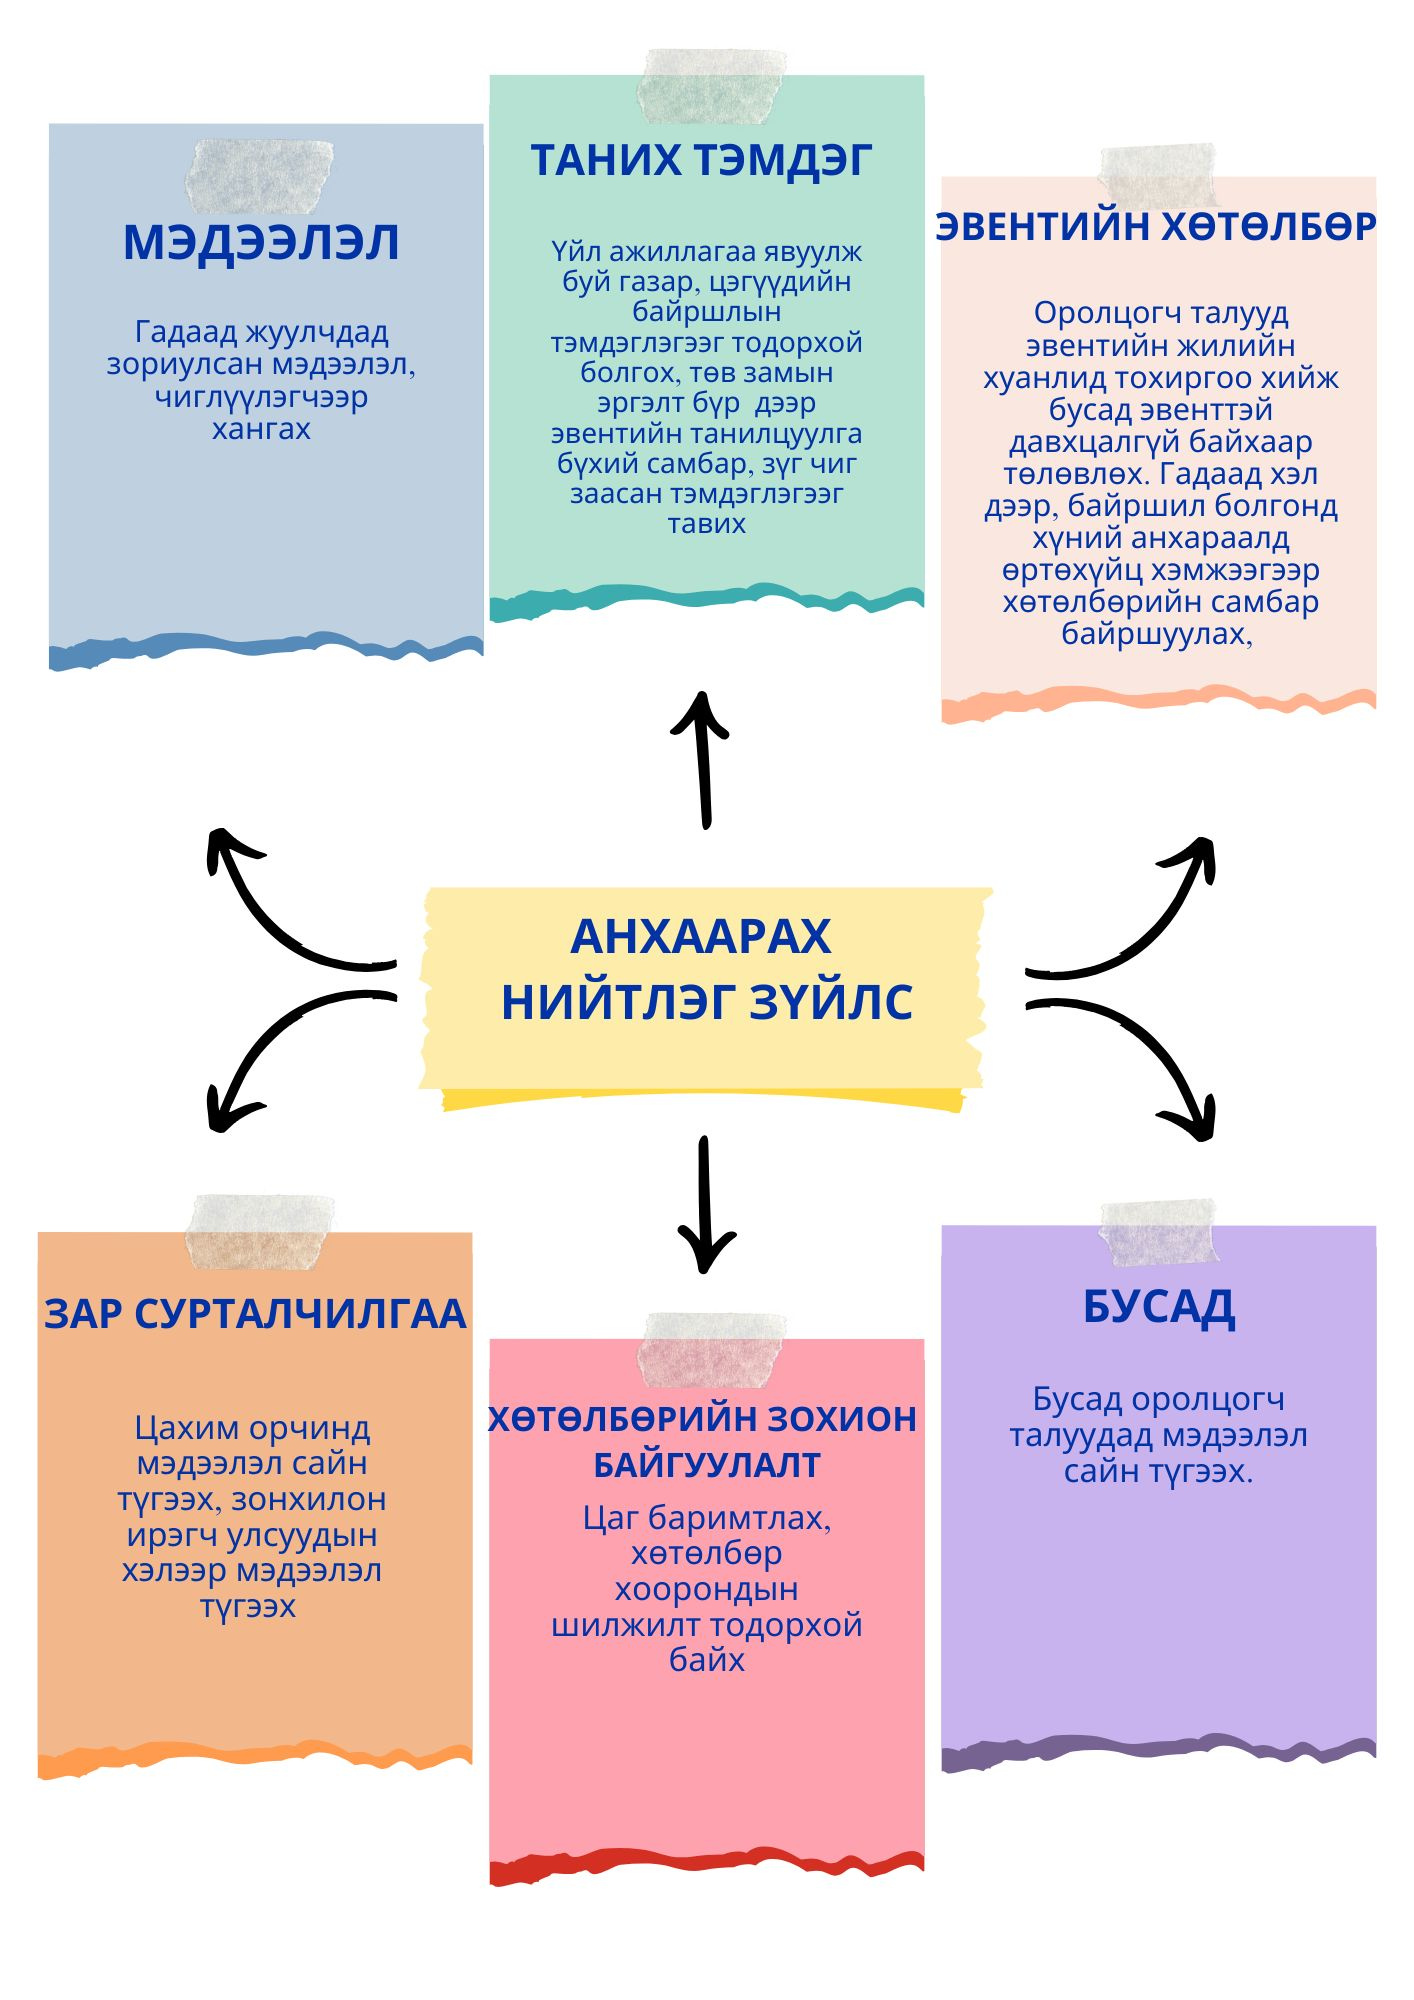 МЭДЭЭЛЭЛ
Гадаад жуулчдад
зориулсан мэдээлэл,
чиглүүлэгчээр
хангах
ТАНИХ ТЭМДЭГ
Үйл ажиллагаа явуулж
буй газар, цэгүүдийн
байршлын
тэмдэглэгээг тодорхой
болгох, төв замын
эргэлт бүр дээр
эвентийн танилцуулга
бүхий самбар, зүг чиг
заасан тэмдэглэгээг
тавих
ЭВЕНТИЙН ХӨТӨЛБӨР
Оролцогч талууд
эвентийн жилийн
хуанлид тохиргоо хийж
бусад эвенттэй
давхцалгүй байхаар
төлөвлөх. Гадаад хэл
дээр, байршил болгонд
хүний анхараалд
өртөхүйц хэмжээгээр
хөтөлбөрийн самбар
байршуулах,
АНХААРАХ
НИЙТЛЭГ ЗҮЙЛС
ЗАР СУРТАЛЧИЛГАА
Цахим орчинд
мэдээлэл сайн
түгээх, зонхилон
ирэгч улсуудын
хэлээр мэдээлэл
түгээх
ХӨТӨЛБӨРИЙН ЗОХИОН
БАЙГУУЛАЛТ
Цаг баримтлах,
хөтөлбөр
хоорондын
шилжилт тодорхой
байх
БУСАД
Бусад оролцогч
талуудад мэдээлэл
сайн түгээх.